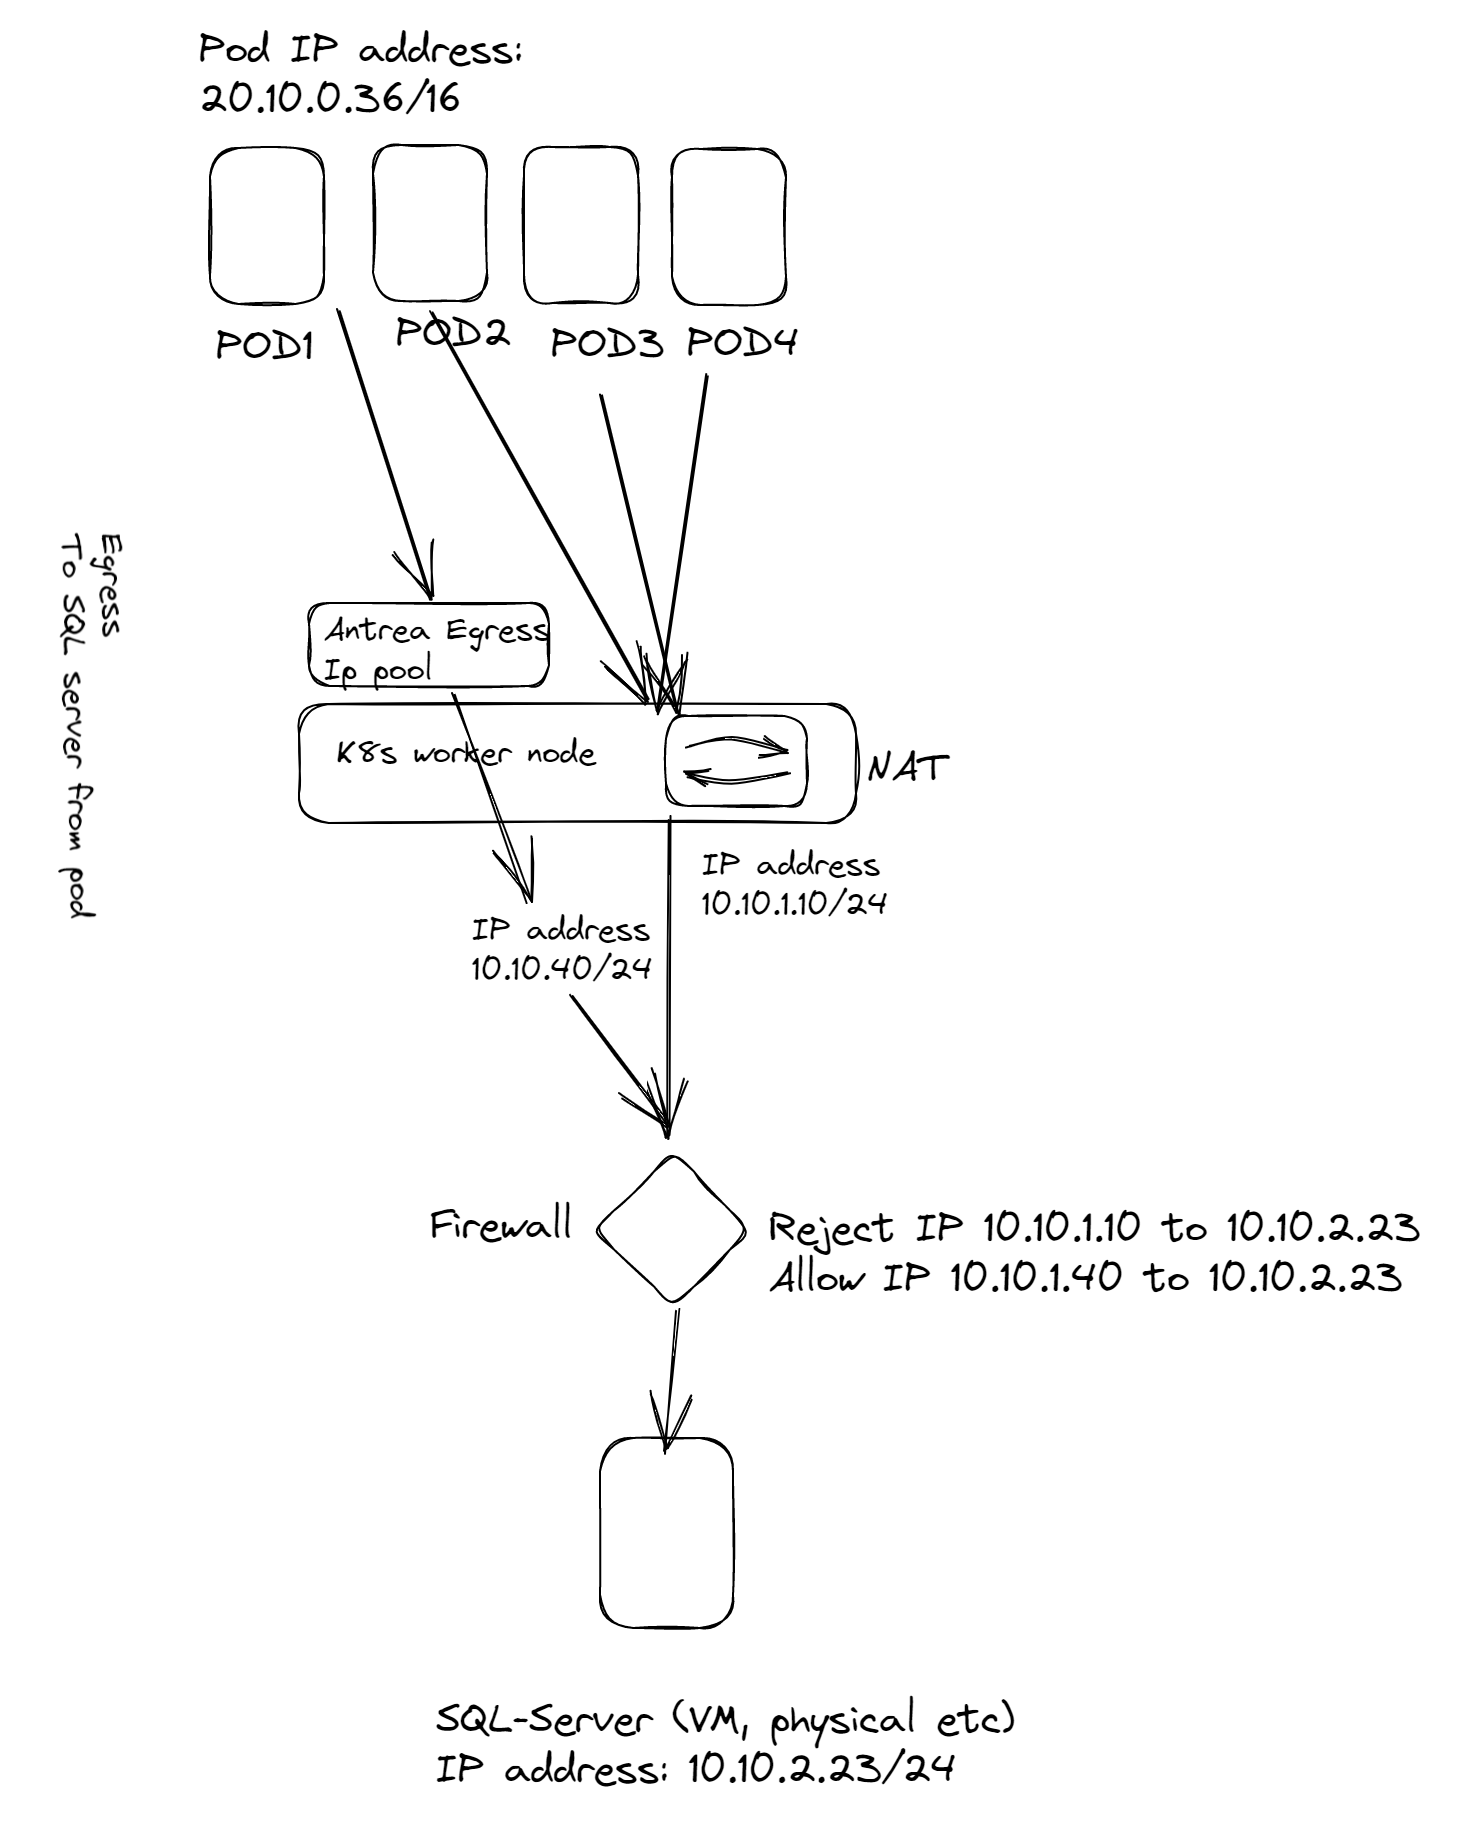 Pod IP address:
20.10.0.36/16
POD1
POD2
POD3
POD4
Egress
To SQL server from pod
Antrea Egress
Ip pool
K8s worker node
NAT
IP address
10.10.1.10/24
IP address
10.10.40/24
Firewall
Reject IP 10.10.1.10 to 10.10.2.23
Allow IP 10.10.1.40 to 10.10.2.23
SQL-Server (VM, physical etc)
IP address: 10.10.2.23/24